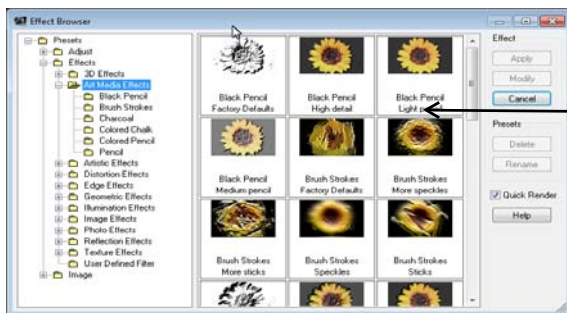 Effect Browser
Presets
Adjust
Effects
3D Effects
Art Media Effects
Black Pencil
Brush Strokes
Charcoal
Colored Chalk
Colored Pencil
Pencil
Artistic Effects
Distortion Effects
Edge Effects
Geometric Effects
Illumination Effects
Image Effects
Photo Effects
Reflection Effects
Texture Effects
User Defined Filter
Image
Black Pencil
Factory Defaults
Black Pencil
High detail
Black Pencil
Light
Black Pencil
Medium pencil
Brush Strokes
Factory Defaults
Brush Strokes
More speckles
Brush Strokes
More sticks
Brush Strokes
Speckles
Brush Strokes
Sticks
Effect
Apply
Modify
Cancel
Presets
Delete
Rename
Quick Render
Help